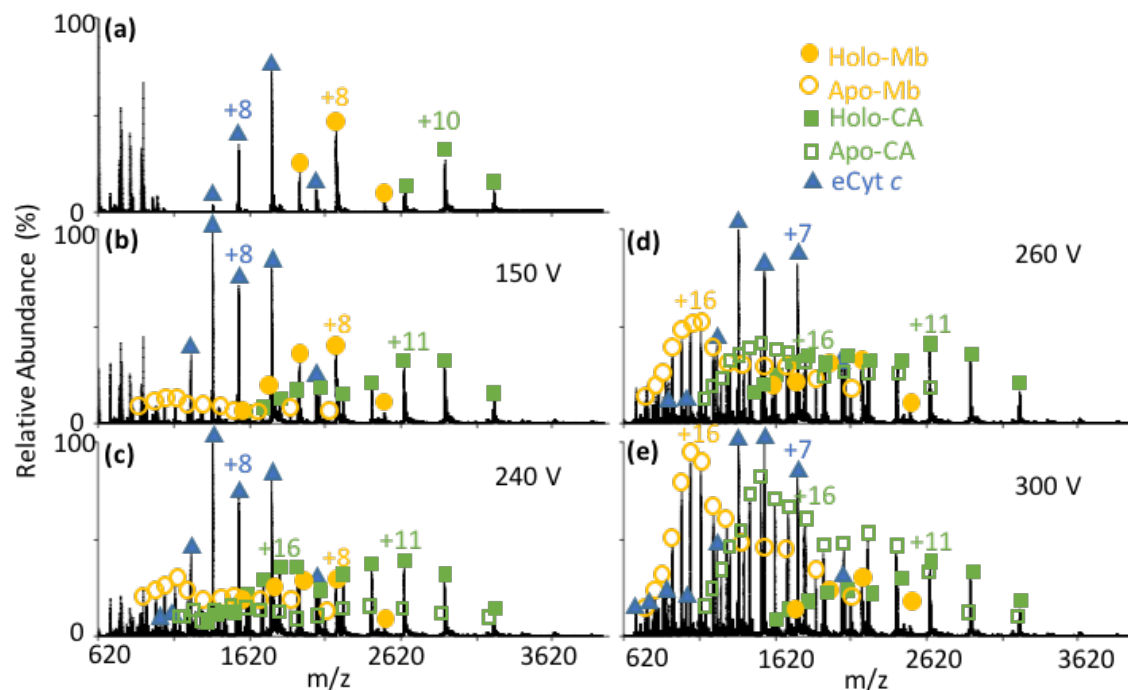 Relative Abundance (%)
100
0
(a)
+8
+8
+10
Holo-Mb
Apo-Mb
Holo-CA
Apo-CA
eCyt c
100
0
(b)
+8
+8
+11
150 V
(d)
+16
+7
+16
+11
260 V
100
0
(c)
+8
+16
+8
+11
240 V
(e)
+16
+7
+16
+11
300 V
620
1620
2620
3620
m/z
620
1620
2620
3620
m/z